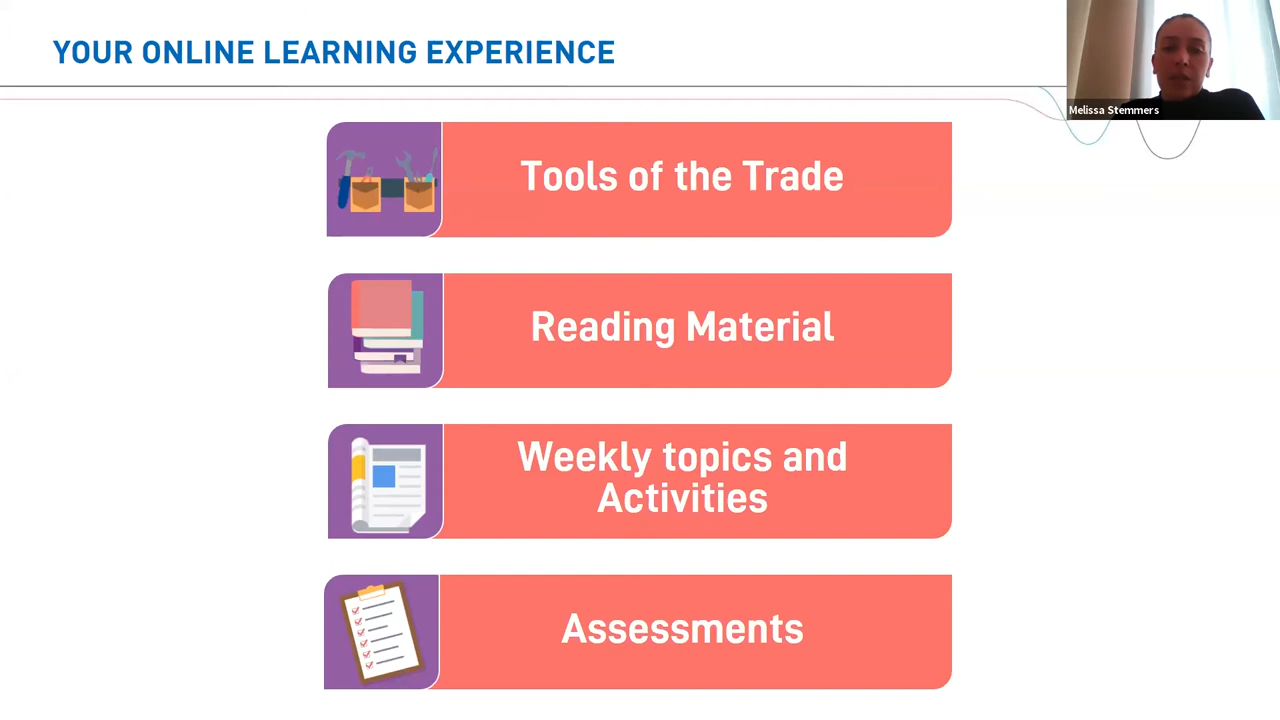 YOUR ONLINE LEARNING EXPERIENCE
Melissa Stemmers
Tools of the Trade
Reading Material
Weekly topics and
Activities
Assessments